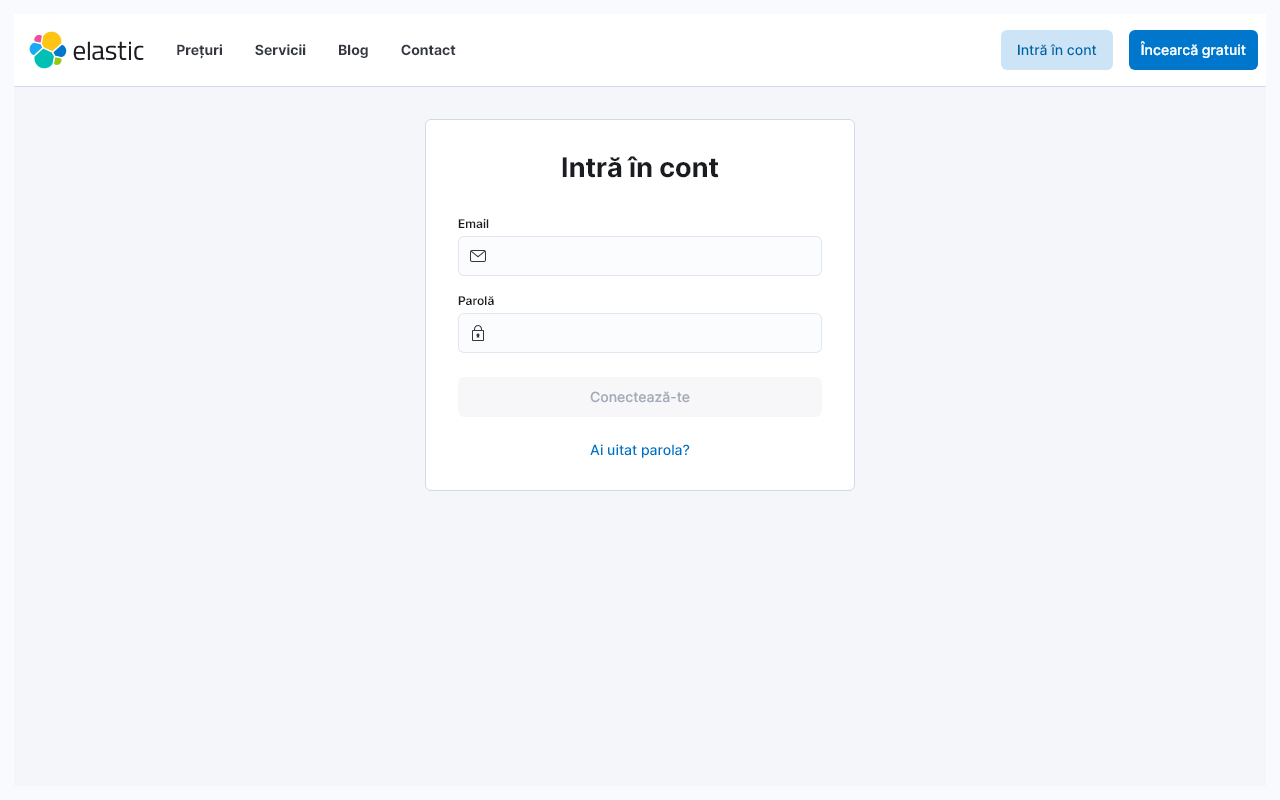 elastic
Prețuri
Servicii
Blog
Contact
Intră în cont
Încearcă gratuit
Intră în cont
Email
Parolă
Conectează-te
Ai uitat parola?